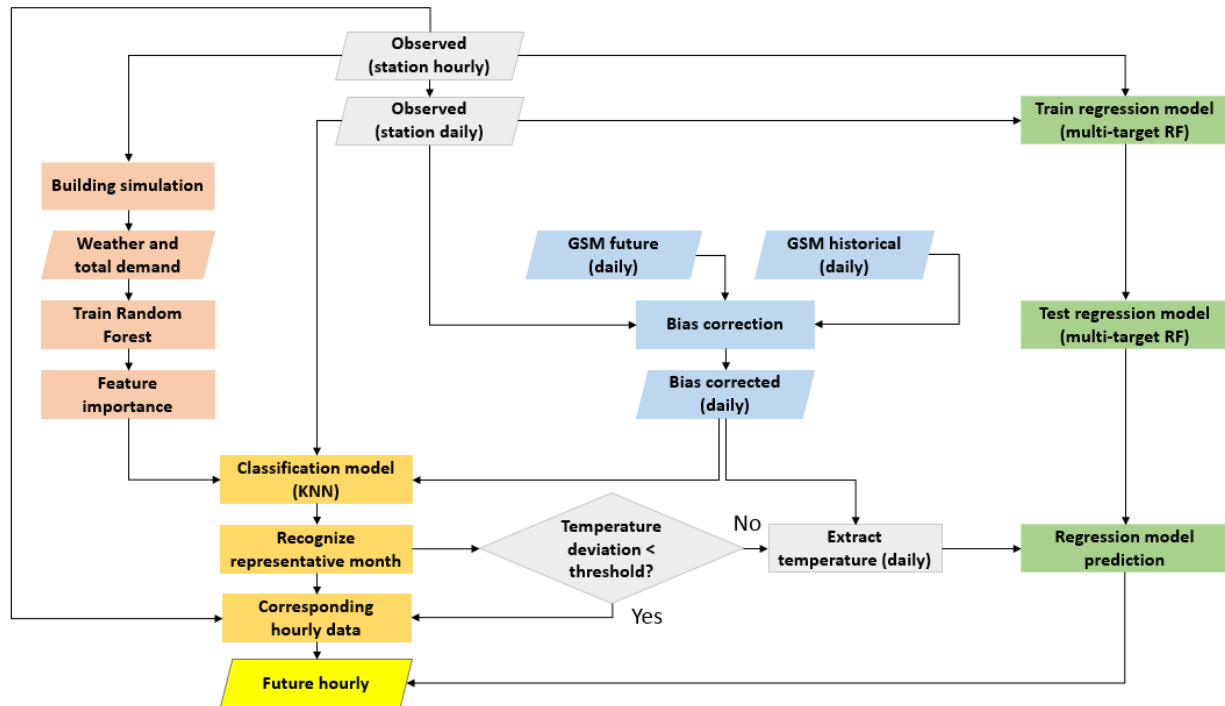 Observed
(station hourly)
Observed
(station daily)
Train regression model
(multi-target RF)
Building simulation
Weather and
total demand
GSM future
(daily)
GSM historical
(daily)
Train Random
Forest
Bias correction
Test regression model
(multi-target RF)
Feature
importance
Bias corrected
(daily)
Classification model
(KNN)
Recognize
representative month
Temperature
deviation <
threshold?
No
Extract
temperature (daily)
Regression model
prediction
Yes
Corresponding
hourly data
Future hourly